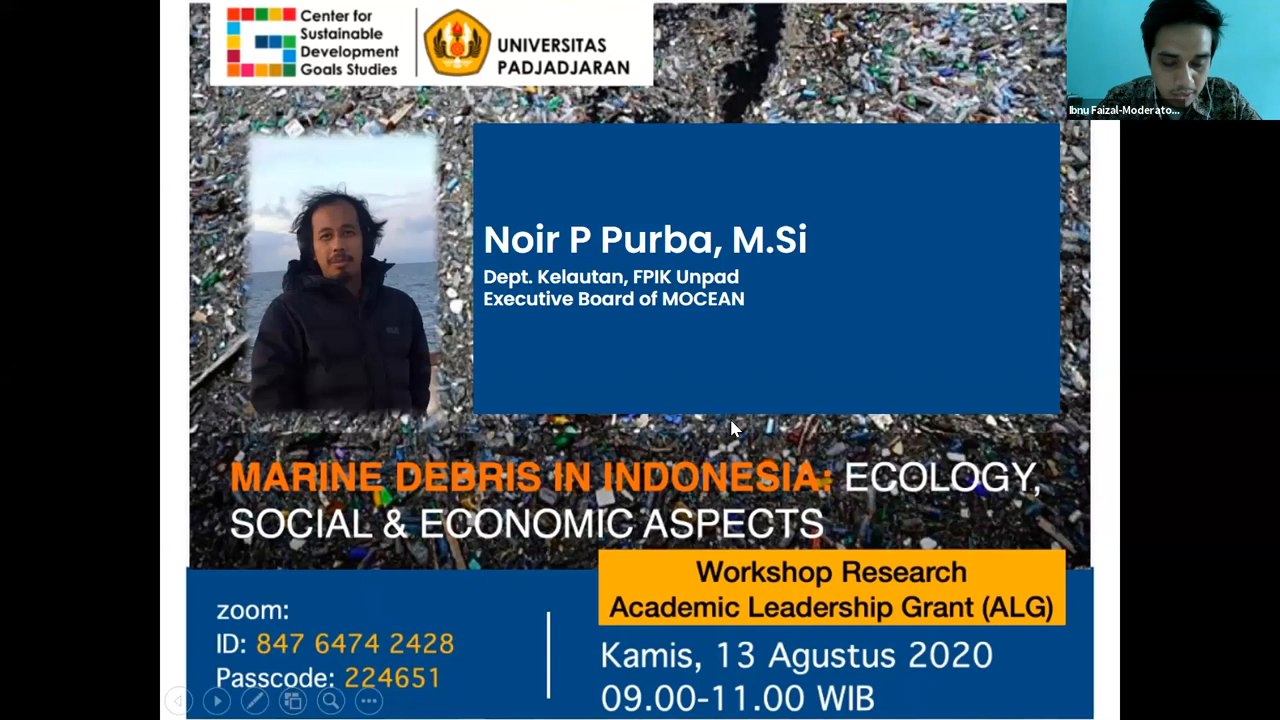 Center for
Sustainable
Development
Goals Studies
UNIVERSITAS
PADJADJARAN
Ibnu Faizal-Moderato...
Noir P Purba, M.Si
Dept. Kelautan, FPIK Unpad
Executive Board of MOCEAN
MARINE DEBRIS IN INDONESIA: ECOLOGY,
SOCIAL & ECONOMIC ASPECTS
Workshop Research
Academic Leadership Grant (ALG)
zoom:
ID: 847 6474 2428
Passcode: 224651
Kamis, 13 Agustus 2020
09.00-11.00 WIB